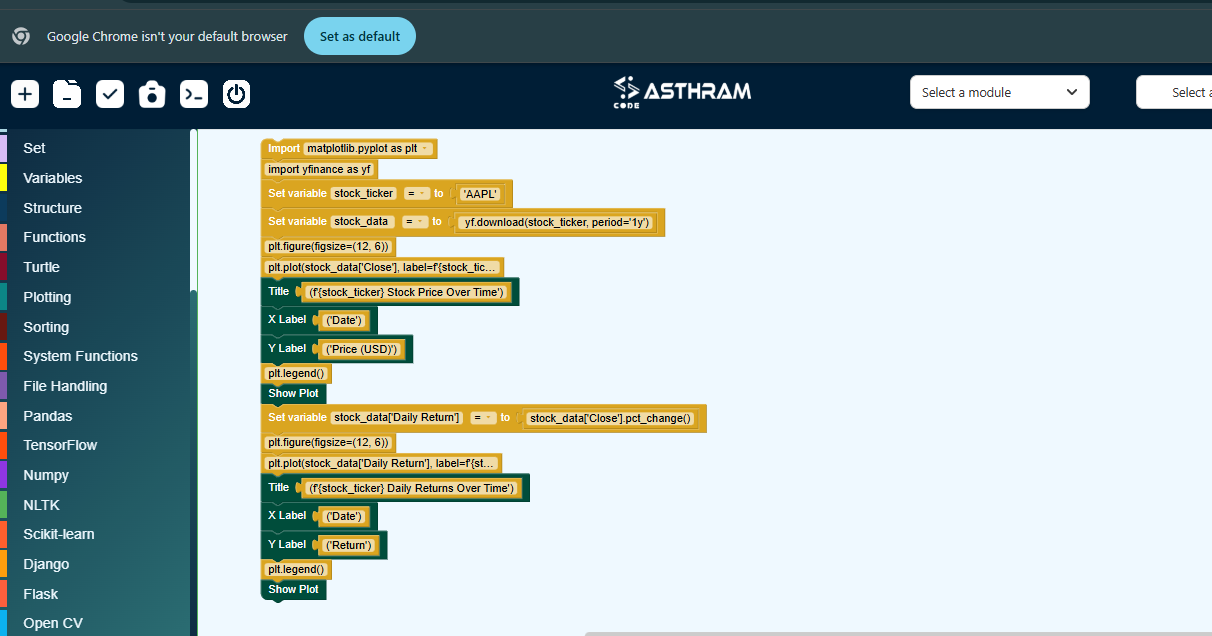 Google Chrome isn't your default browser Set as default
CODE ASTHRAM Select a module Select a
Set
Variables
Structure
Functions
Turtle
Plotting
Sorting
System Functions
File Handling
Pandas
TensorFlow
Numpy
NLTK
Scikit-learn
Django
Flask
Open CV
Import matplotlib.pyplot as plt
import yfinance as yf
Set variable stock_ticker = to 'AAPL'
Set variable stock_data = to yf.download(stock_ticker, period='1y')
plt.figure(figsize=(12, 6))
plt.plot(stock_data['Close'], label=f'{stock_tic...
Title (f'{stock_ticker} Stock Price Over Time')
X Label ('Date')
Y Label ('Price (USD)')
plt.legend()
Show Plot
Set variable stock_data['Daily Return'] = to stock_data['Close'].pct_change()
plt.figure(figsize=(12, 6))
plt.plot(stock_data['Daily Return'], label=f'{st...
Title (f'{stock_ticker} Daily Returns Over Time')
X Label ('Date')
Y Label ('Return')
plt.legend()
Show Plot